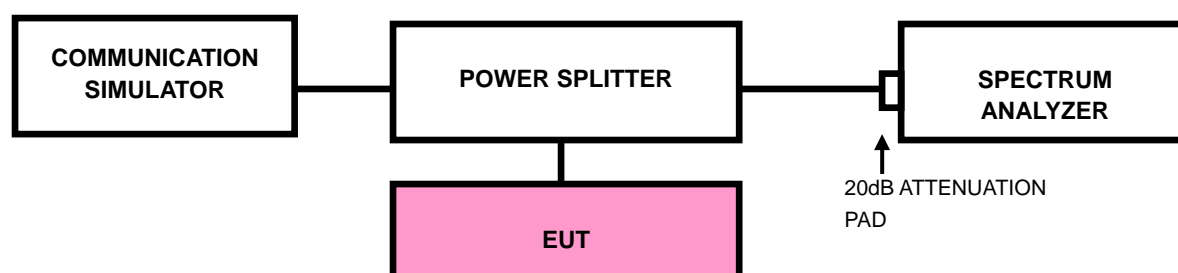 COMMUNICATION
SIMULATOR
POWER SPLITTER
SPECTRUM
ANALYZER
20dB ATTENUATION
PAD
EUT